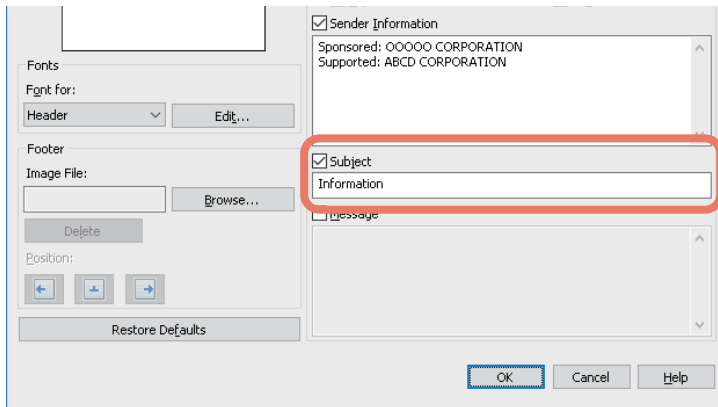 Sender Information
Sponsored: OOOOO CORPORATION
Supported: ABCD CORPORATION
Fonts
Font for:
Header
Edit...
Footer
Image File:
Browse...
Delete
Position:
Restore Defaults
Subject
Information
Message
OK
Cancel
Help